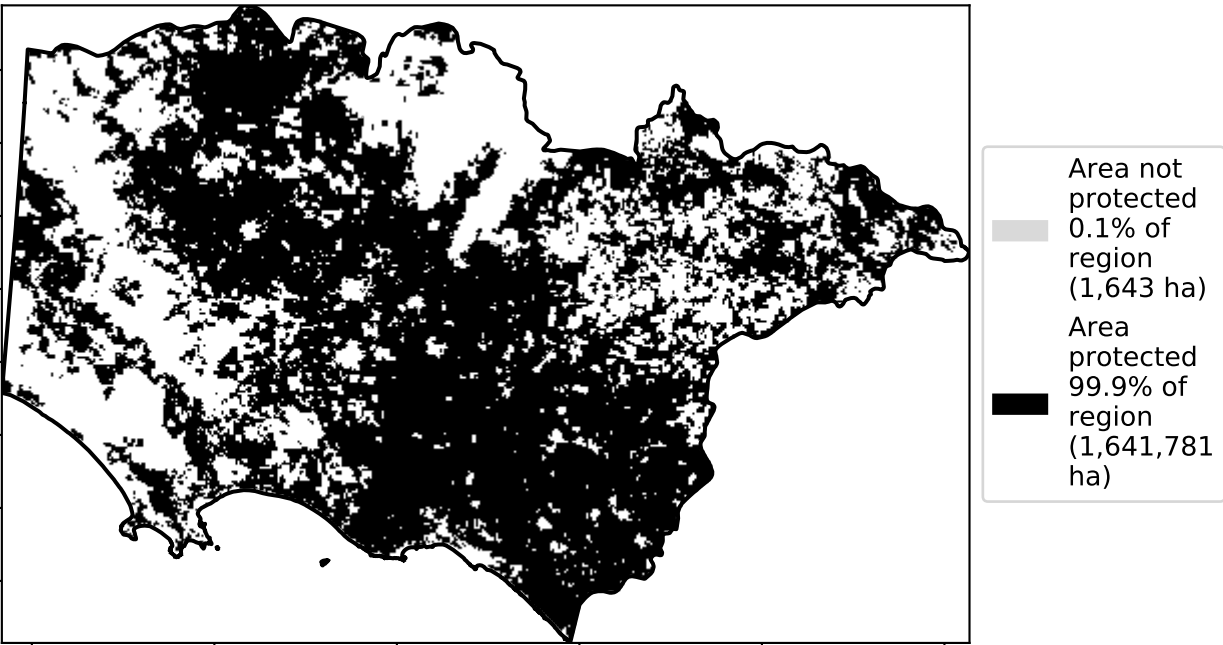 Area not
protected
0.1% of
region
(1,643 ha)
Area
protected
99.9% of
region
(1,641,781
ha)